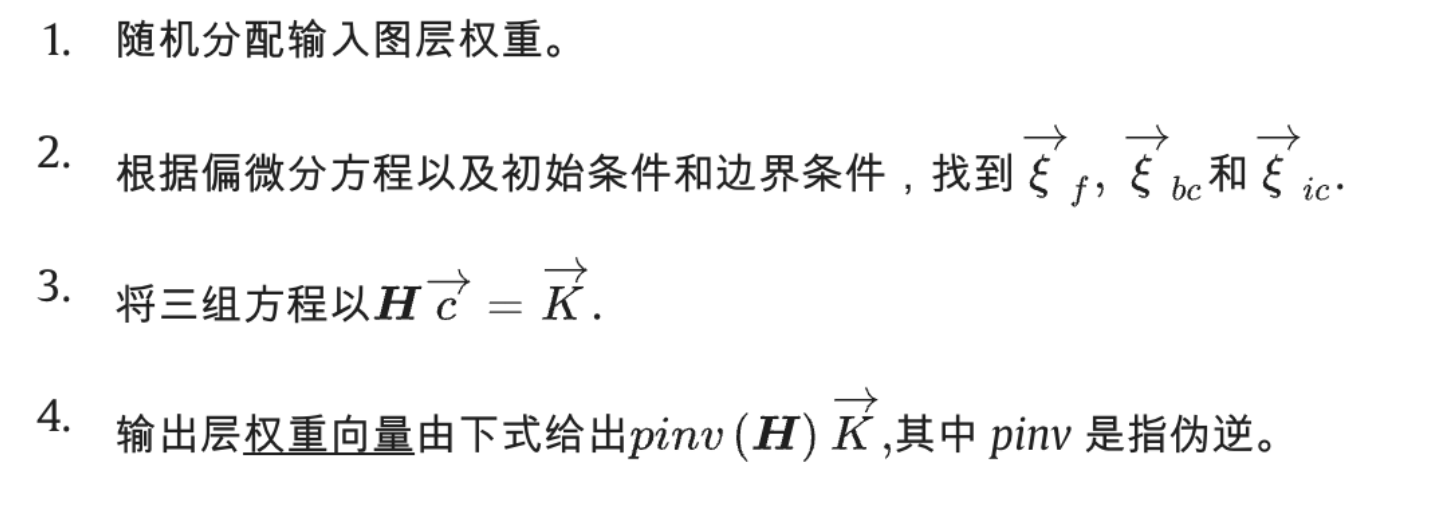 1. 随机分配输入图层权重。
2. 根据偏微分方程以及初始条件和边界条件，找到 $\overrightarrow{\xi}_{f}$, $\overrightarrow{\xi}_{bc}$和 $\overrightarrow{\xi}_{ic}$.
3. 将三组方程以$\boldsymbol{H}\overrightarrow{c} = \overrightarrow{K}$.
4. 输出层权重向量由下式给出$pinv(\boldsymbol{H})\overrightarrow{K}$,其中 pinv 是指伪逆。